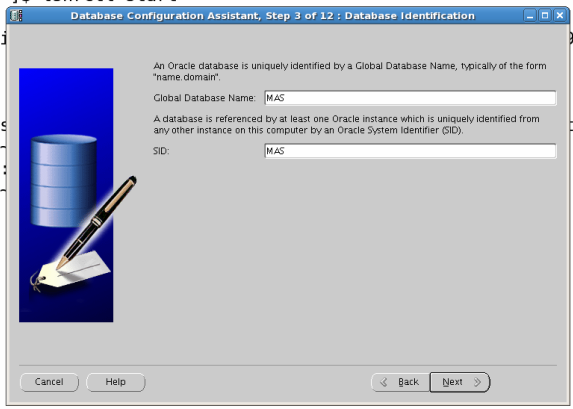 ]$ lsnrctl start
Database Configuration Assistant, Step 3 of 12 : Database Identification
An Oracle database is uniquely identified by a Global Database Name, typically of the form
"name.domain".
Global Database Name: MAS
A database is referenced by at least one Oracle instance which is uniquely identified from
any other instance on this computer by an Oracle System Identifier (SID).
SID: MAS
Cancel Help Back Next